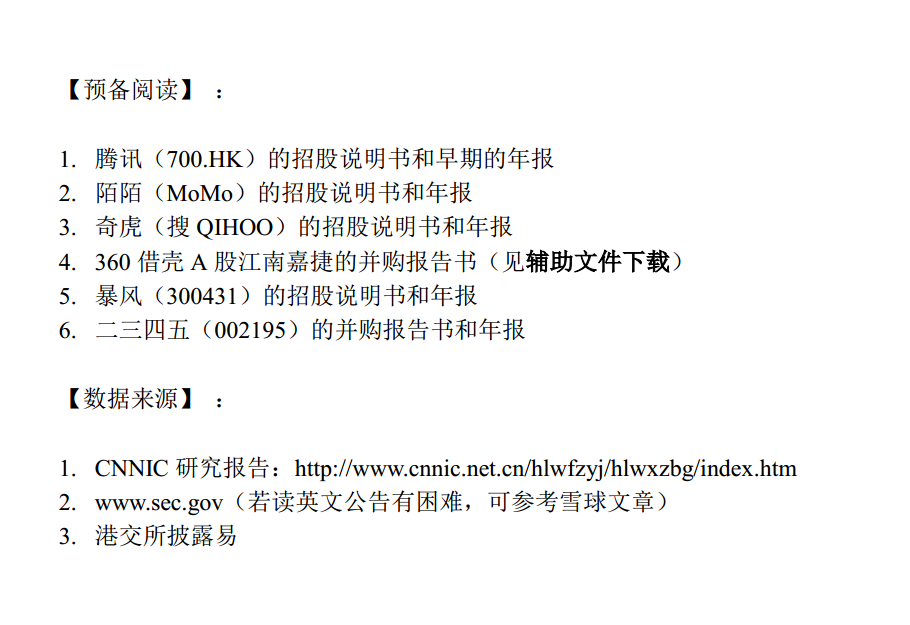 【预备阅读】 ：
1. 腾讯（700.HK）的招股说明书和早期的年报
2. 陌陌（MoMo）的招股说明书和年报
3. 奇虎（搜 QIHOO）的招股说明书和年报
4. 360 借壳 A 股江南嘉捷的并购报告书（见辅助文件下载）
5. 暴风（300431）的招股说明书和年报
6. 二三四五（002195）的并购报告书和年报
【数据来源】 ：
1. CNNIC 研究报告：http://www.cnnic.net.cn/hlwfzyj/hlwxzbg/index.htm
2. www.sec.gov（若读英文公告有困难，可参考雪球文章）
3. 港交所披露易